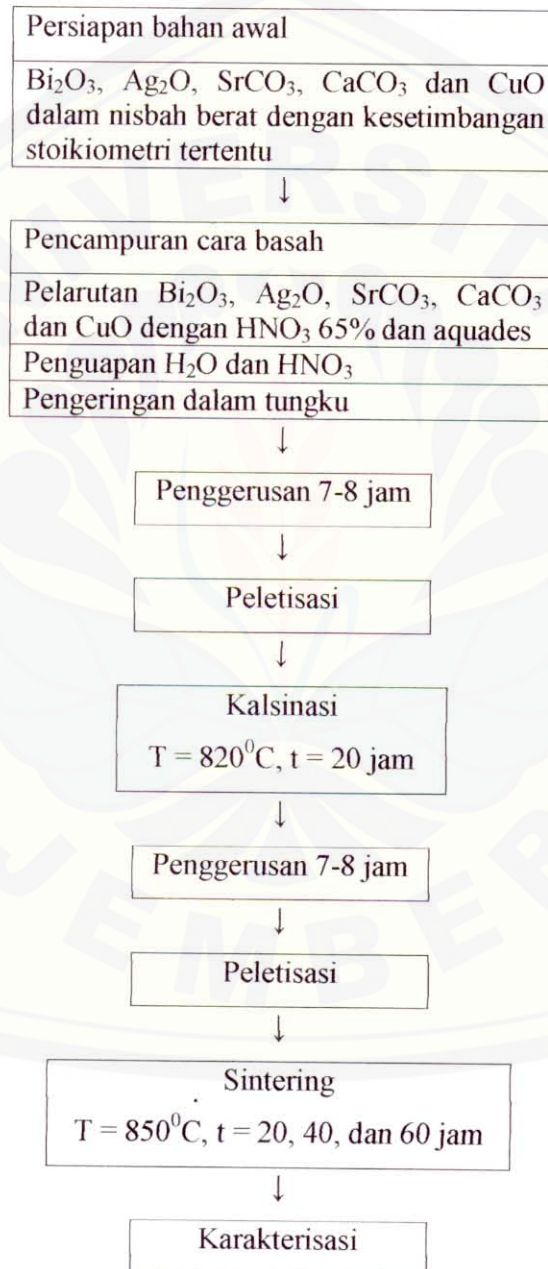 Persiapan bahan awal
Bi₂O₃, Ag₂O, SrCO₃, CaCO₃ dan CuO
dalam nisbah berat dengan kesetimbangan
stoikiometri tertentu
↓
Pencampuran cara basah
Pelarutan Bi₂O₃, Ag₂O, SrCO₃, CaCO₃
dan CuO dengan HNO₃ 65% dan aquades
Penguapan H₂O dan HNO₃
Pengeringan dalam tungku
↓
Penggerusan 7-8 jam
↓
Peletisasi
↓
Kalsinasi
T = 820⁰C, t = 20 jam
↓
Penggerusan 7-8 jam
↓
Peletisasi
↓
Sintering
T = 850⁰C, t = 20, 40, dan 60 jam
↓
Karakterisasi